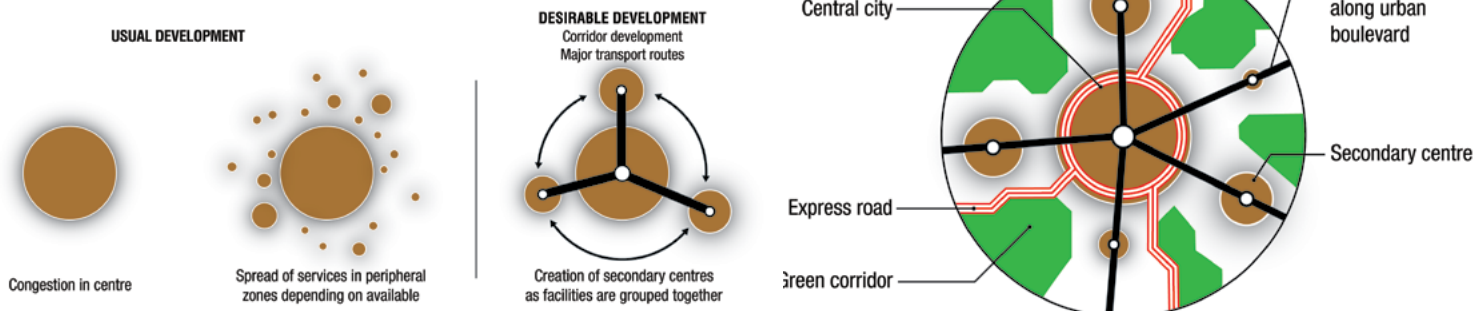 USUAL DEVELOPMENT
Congestion in centre
Spread of services in peripheral
zones depending on available
DESIRABLE DEVELOPMENT
Corridor development
Major transport routes
Creation of secondary centres
as facilities are grouped together
Central city
Express road
Green corridor
along urban
boulevard
Secondary centre